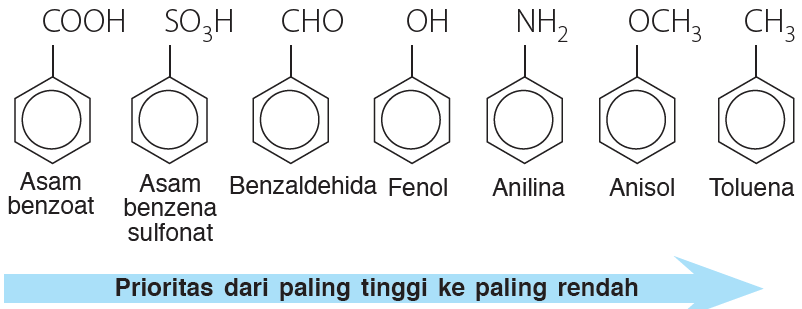 COOH SO3H CHO OH NH2 OCH3 CH3
Asam benzoat
Asam benzena sulfonat
Benzaldehida
Fenol
Anilina
Anisol
Toluena
Prioritas dari paling tinggi ke paling rendah